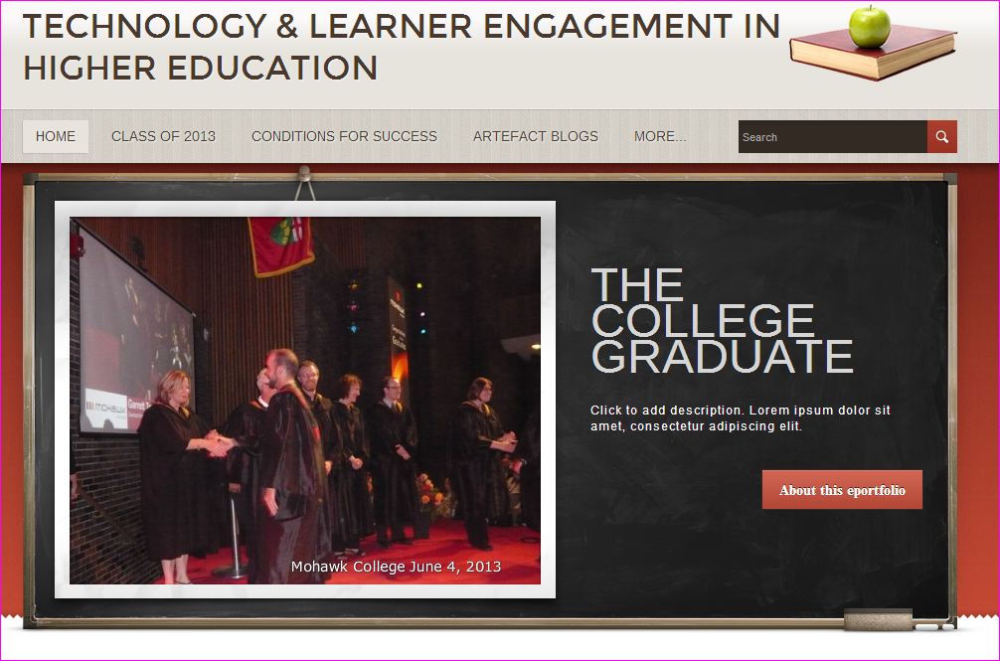 TECHNOLOGY & LEARNER ENGAGEMENT IN
HIGHER EDUCATION
HOME CLASS OF 2013 CONDITIONS FOR SUCCESS ARTEFACT BLOGS MORE... Search
THE
COLLEGE
GRADUATE
Click to add description. Lorem ipsum dolor sit
amet, consectetur adipiscing elit.
About this eportfolio
mohawk
Mohawk College June 4, 2013